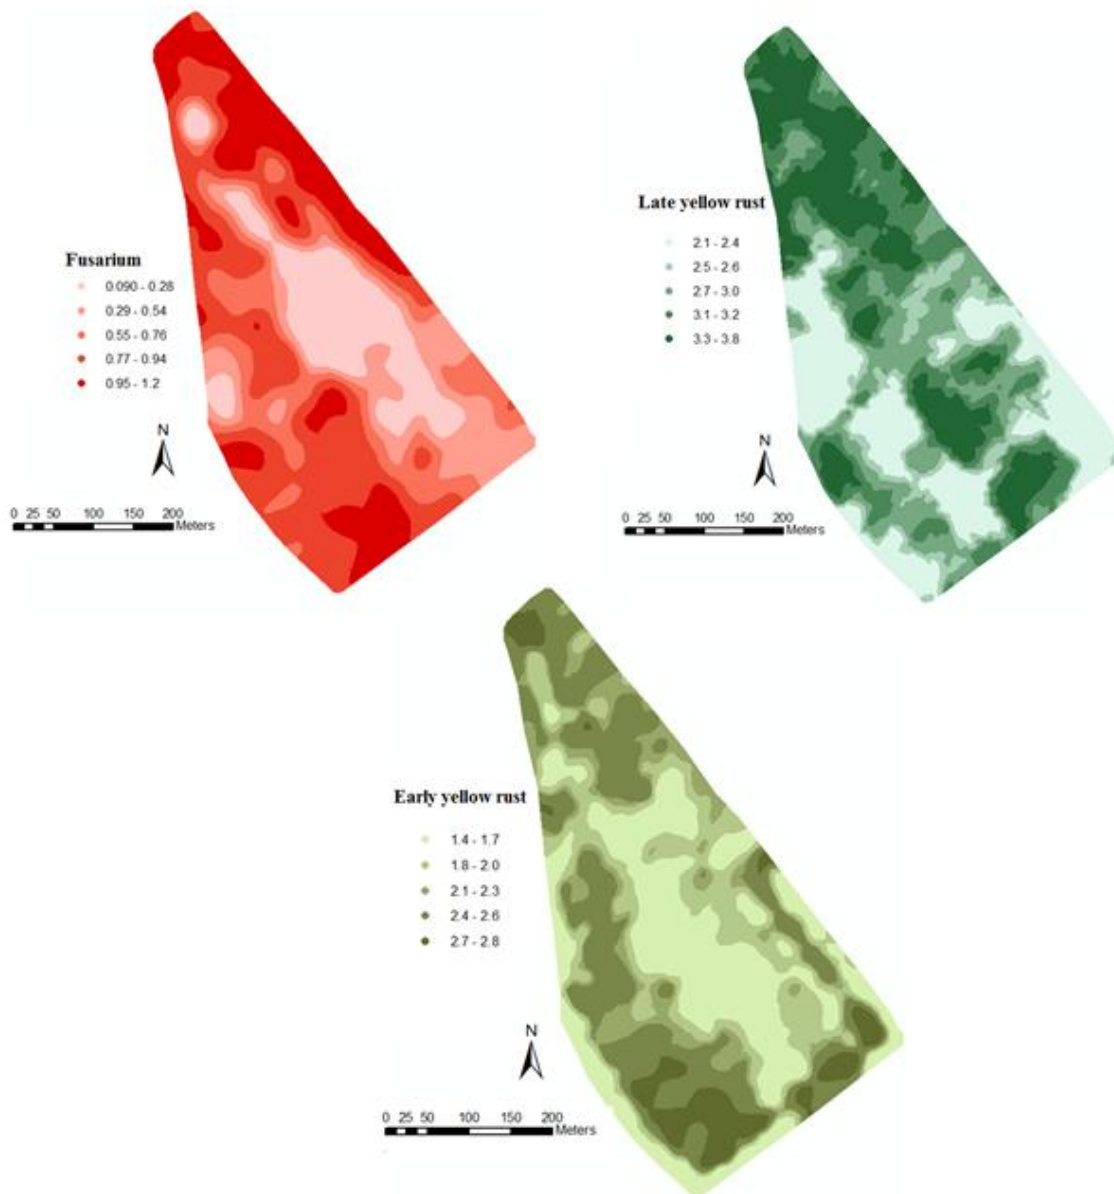 Fusarium
0.090 - 0.28
0.29 - 0.54
0.55 - 0.76
0.77 - 0.94
0.95 - 1.2
N
0 25 50 100 150 200
Meters
Late yellow rust
2.1 - 2.4
2.5 - 2.6
2.7 - 3.0
3.1 - 3.2
3.3 - 3.8
N
0 25 50 100 150 200
Meters
Early yellow rust
1.4 - 1.7
1.8 - 2.0
2.1 - 2.3
2.4 - 2.6
2.7 - 2.8
N
0 25 50 100 150 200
Meters